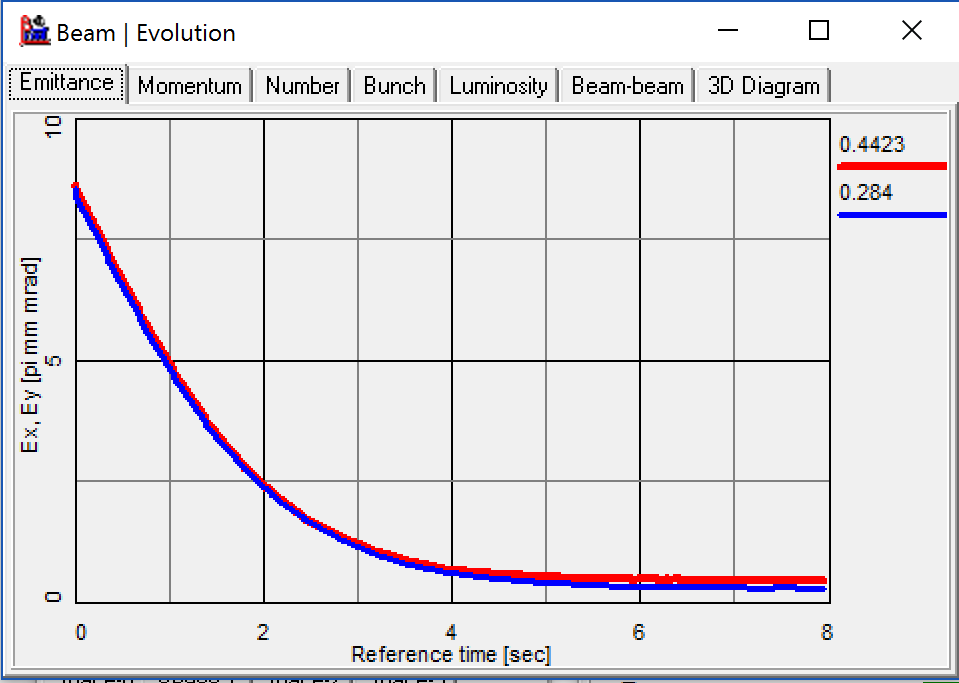 Beam | Evolution
Emittance Momentum Number Bunch Luminosity Beam-beam 3D Diagram
10
0.4423
0.284
Ex, Ey [pi mm mrad]
5
0
0 2 4 6 8
Reference time [sec]